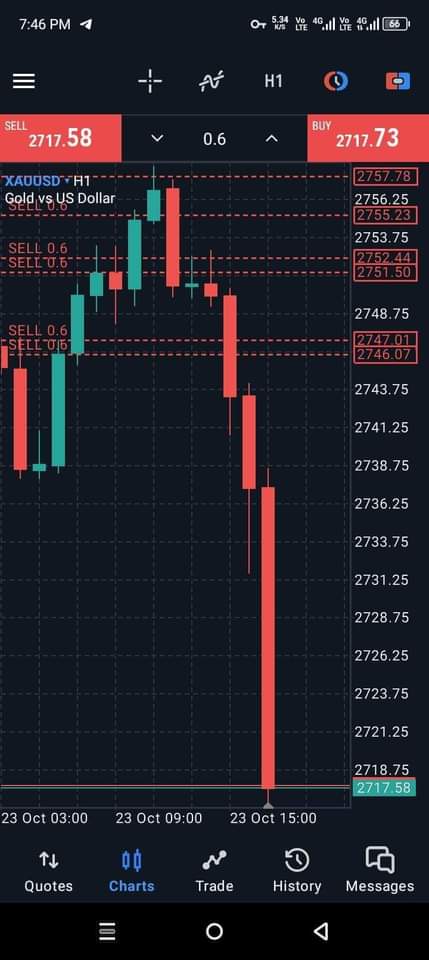 7:46 PM
5.34 K/S Vo LTE 4G Vo LTE 4G 66
H1
SELL
2717.58
0.6
BUY
2717.73
XAUUSD H1
Gold vs US Dollar
2757.78
SELL 0.6
2756.25
2755.23
2753.75
SELL 0.6
2752.44
SELL 0.6
2751.50
2748.75
SELL 0.6
2747.01
SELL 0.6
2746.07
2743.75
2741.25
2738.75
2736.25
2733.75
2731.25
2728.75
2726.25
2723.75
2721.25
2718.75
2717.58
23 Oct 03:00 23 Oct 09:00 23 Oct 15:00
Quotes Charts Trade History Messages